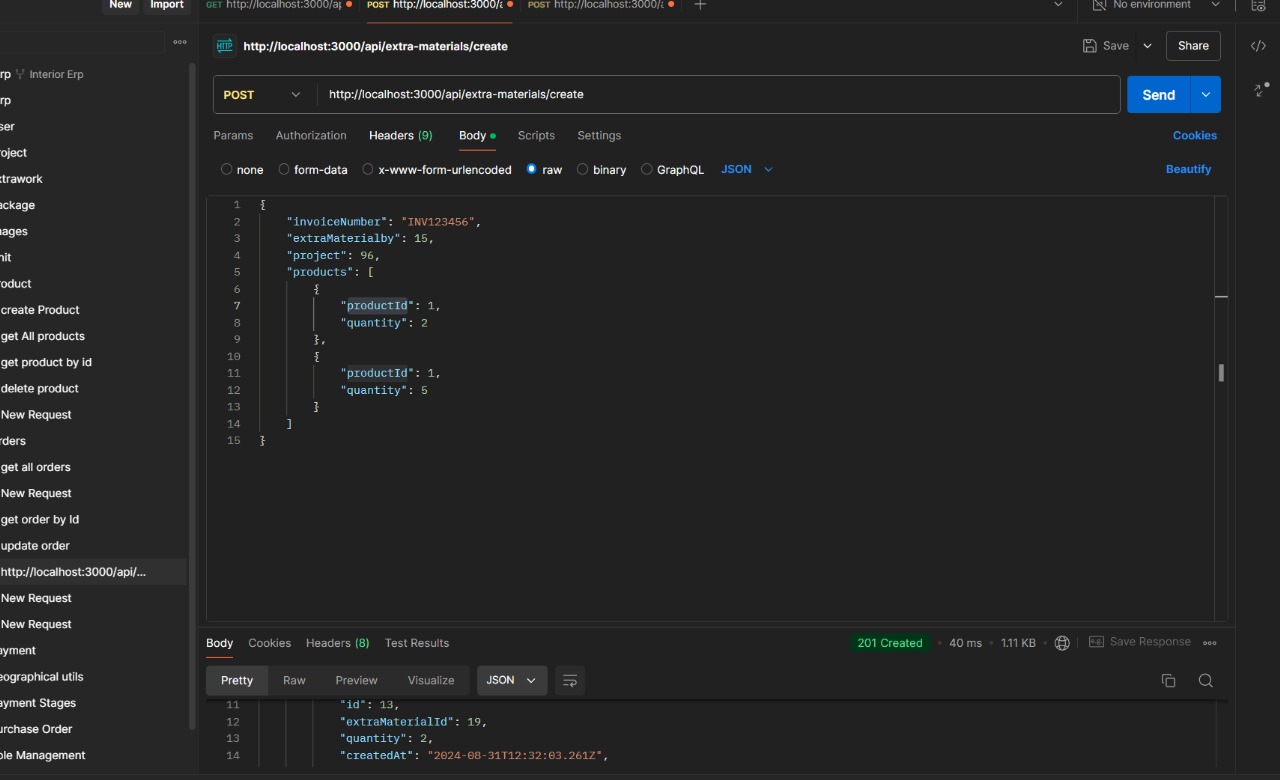 New Import GET http://localhost:3000/ap POST http://localhost:3000/a POST http://localhost:3000/a No environment
http://localhost:3000/api/extra-materials/create Save Share
rp Interior Erp
rp
ser
roject
xtrawork
ackage
nages
nit
roduct
create Product
get All products
get product by id
delete product
New Request
rders
get all orders
New Request
get order by Id
update order
http://localhost:3000/api/...
New Request
New Request
ayment
eographical utils
ayment Stages
urchase Order
ole Management
POST http://localhost:3000/api/extra-materials/create Send
Params Authorization Headers (9) Body Scripts Settings Cookies
none form-data x-www-form-urlencoded raw binary GraphQL JSON Beautify
1 {
2 "invoiceNumber": "INV123456",
3 "extraMaterialby": 15,
4 "project": 96,
5 "products": [
6 {
7 "productId": 1,
8 "quantity": 2
9 },
10 {
11 "productId": 1,
12 "quantity": 5
13 }
14 ]
15 }
Body Cookies Headers (8) Test Results 201 Created 40 ms 1.11 KB Save Response
Pretty Raw Preview Visualize JSON
11 "id": 13,
12 "extraMaterialId": 19,
13 "quantity": 2,
14 "createdAt": "2024-08-31T12:32:03.261Z",